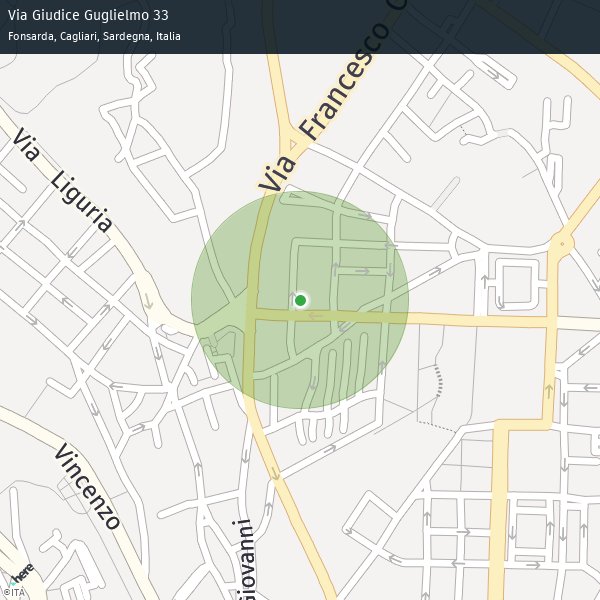 Via Giudice Guglielmo 33
Fonsarda, Cagliari, Sardegna, Italia
Via Francesco C
Via Liguria
Vincenzo
Giovanni
here
©ITA